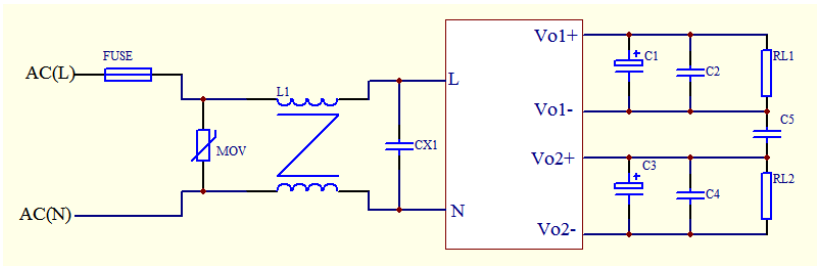 FUSE
AC(L)
MOV
AC(N)
L1
CX1
L
N
Vo1+
Vo1-
Vo2+
Vo2-
+
C1
C2
RL1
C5
+
C3
C4
RL2